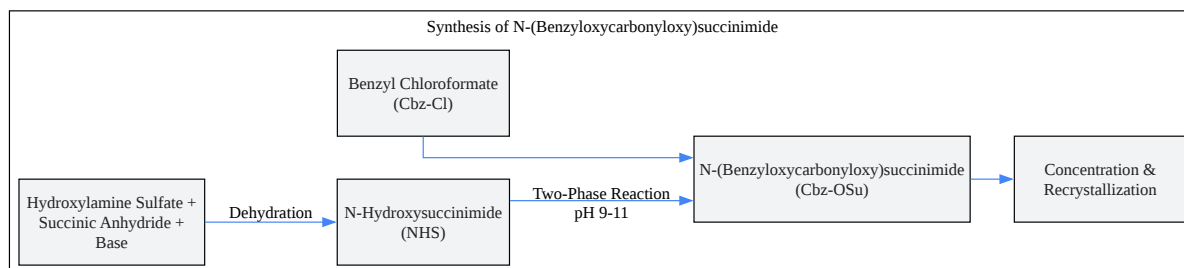 Synthesis of N-(Benzyloxycarbonyloxy)succinimide
Benzyl Chloroformate
(Cbz-Cl)
Hydroxylamine Sulfate +
Succinic Anhydride +
Base
Dehydration
N-Hydroxysuccinimide
(NHS)
Two-Phase Reaction
pH 9-11
N-(Benzyloxycarbonyloxy)succinimide
(Cbz-OSu)
Concentration &
Recrystallization